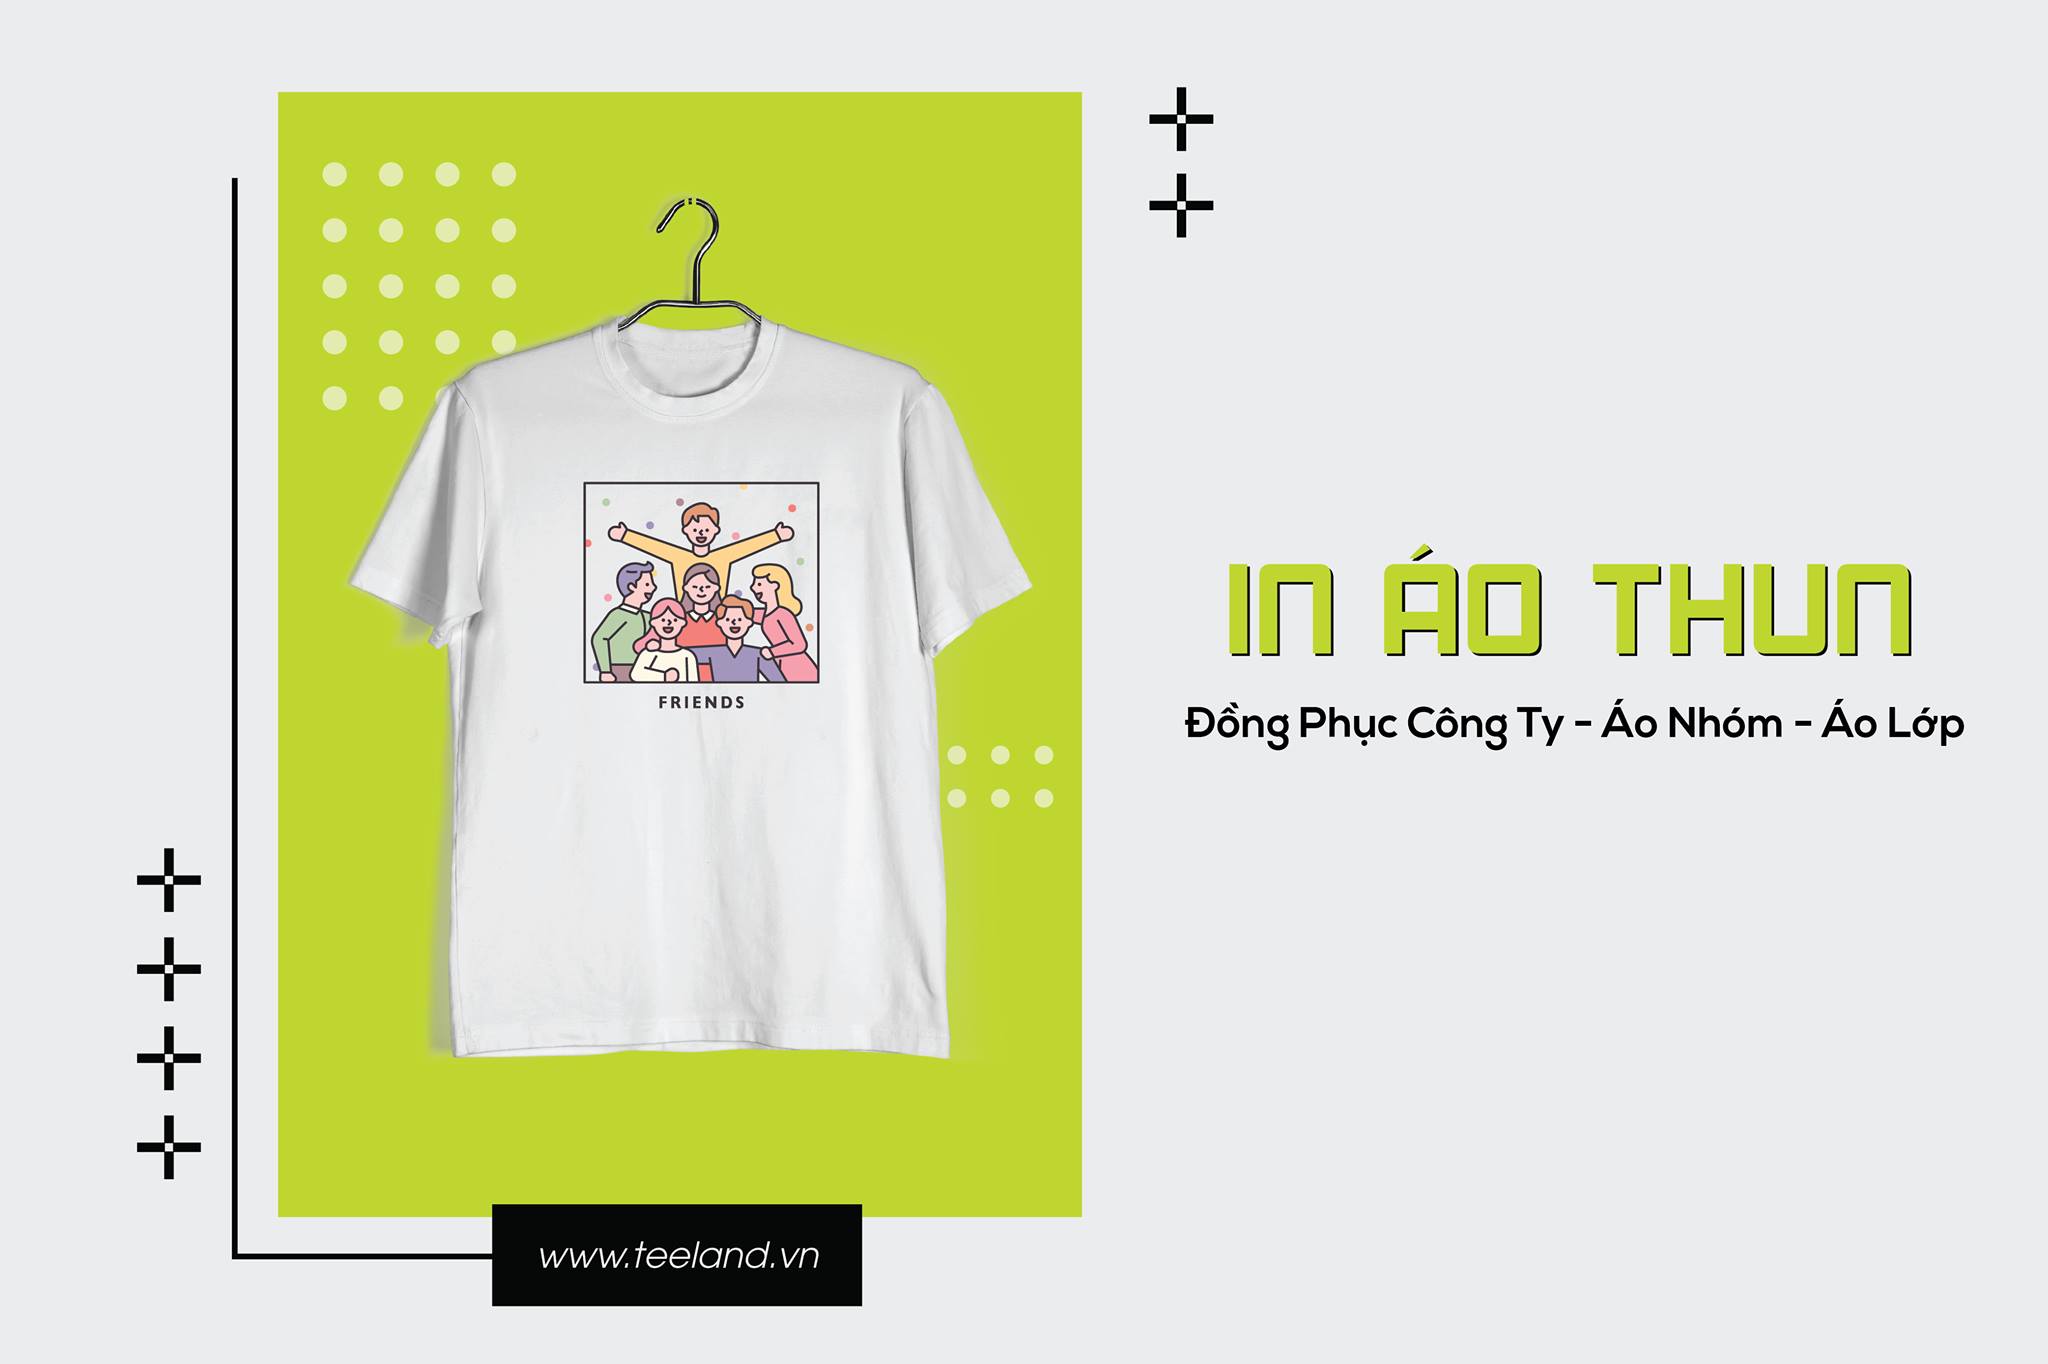 FRIENDS
IN ÁO THUN
Đồng Phục Công Ty - Áo Nhóm - Áo Lớp
www.teeland.vn